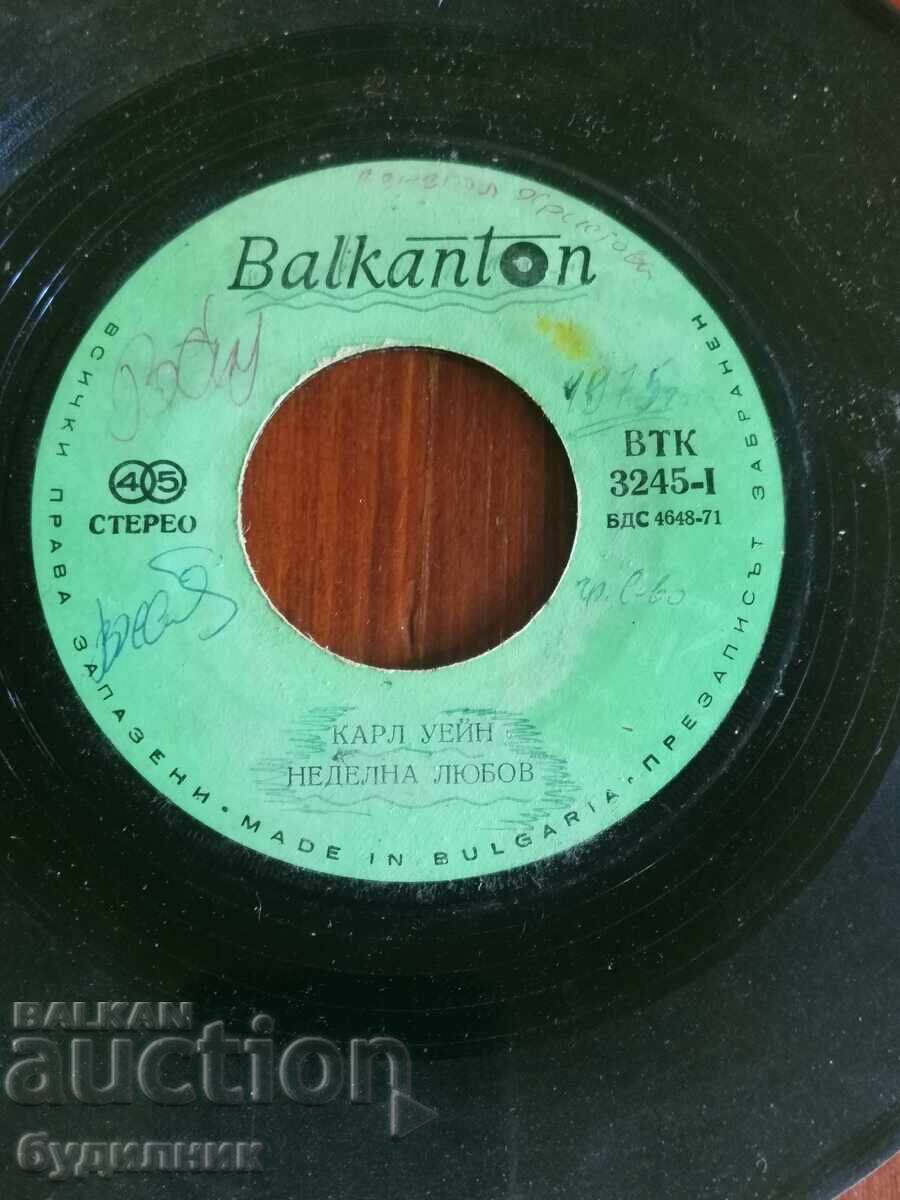 Balkanton
1975
45
СТЕРЕО
ВТК
3245-I
БДС 4648-71
КАРЛ УЕЙН
НЕДЕЛНА ЛЮБОВ
ВСИЧКИ ПРАВА ЗАПАЗЕНИ • MADE IN BULGARIA • ПРЕЗАПИСЪТ ЗАБРАНЕН
BALKAN
auction
будилник